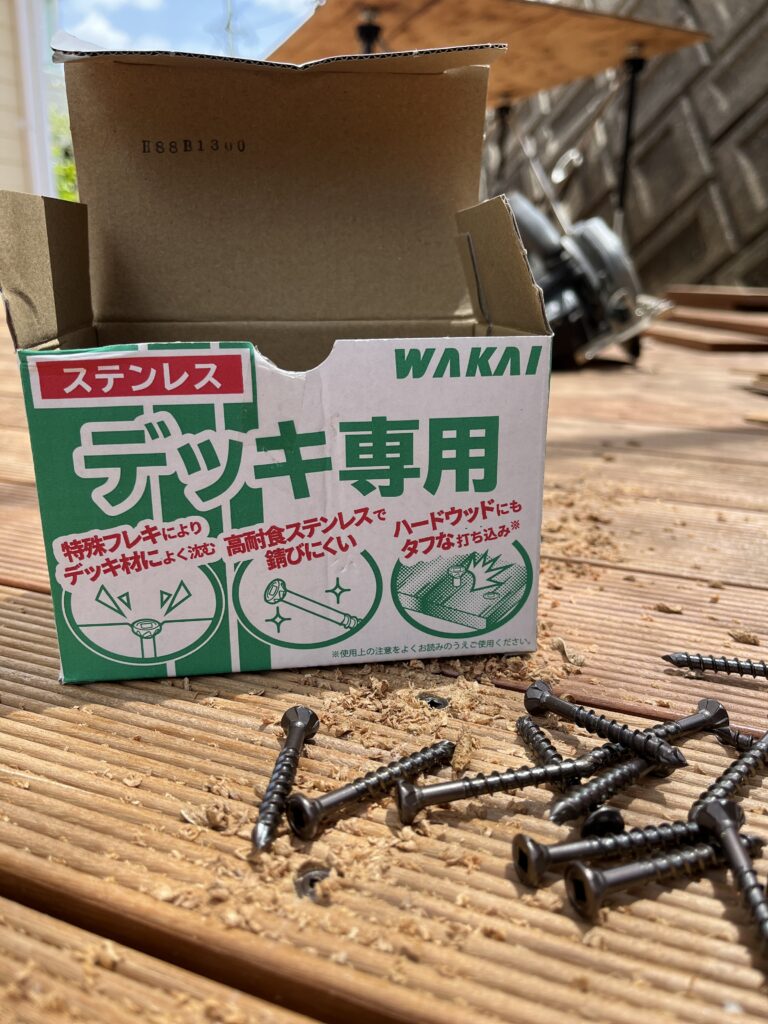 H88B1300
ステンレス
WAKAI
デッキ専用
特殊フレキにより
デッキ材によく沈む
高耐食ステンレスで
錆びにくい
ハードウッドにも
タフな打ち込み※
※使用上の注意をよくお読みのうえご使用ください。